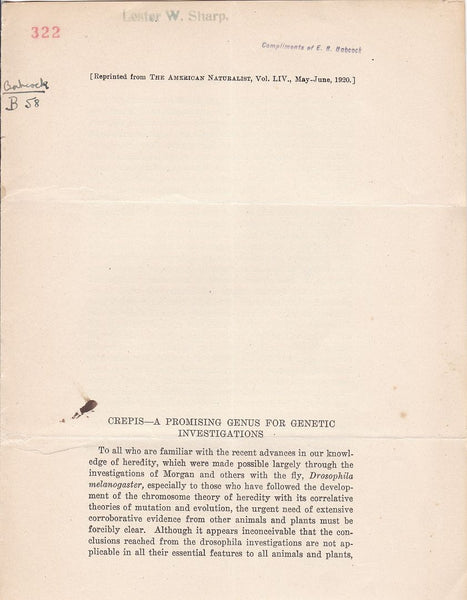 Lester W. Sharp.
322
Compliments of E. B. Babcock
[Reprinted from THE AMERICAN NATURALIST, Vol. LIV., May-June, 1920.]
Babcock
B 58
CREPIS—A PROMISING GENUS FOR GENETIC
INVESTIGATIONS
To all who are familiar with the recent advances in our knowl-
edge of heredity, which were made possible largely through the
investigations of Morgan and others with the fly, Drosophila
melanogaster, especially to those who have followed the develop-
ment of the chromosome theory of heredity with its correlative
theories of mutation and evolution, the urgent need of extensive
corroborative evidence from other animals and plants must be
forcibly clear. Although it appears inconceivable that the con-
clusions reached from the drosophila investigations are not ap-
plicable in all their essential features to all animals and plants,